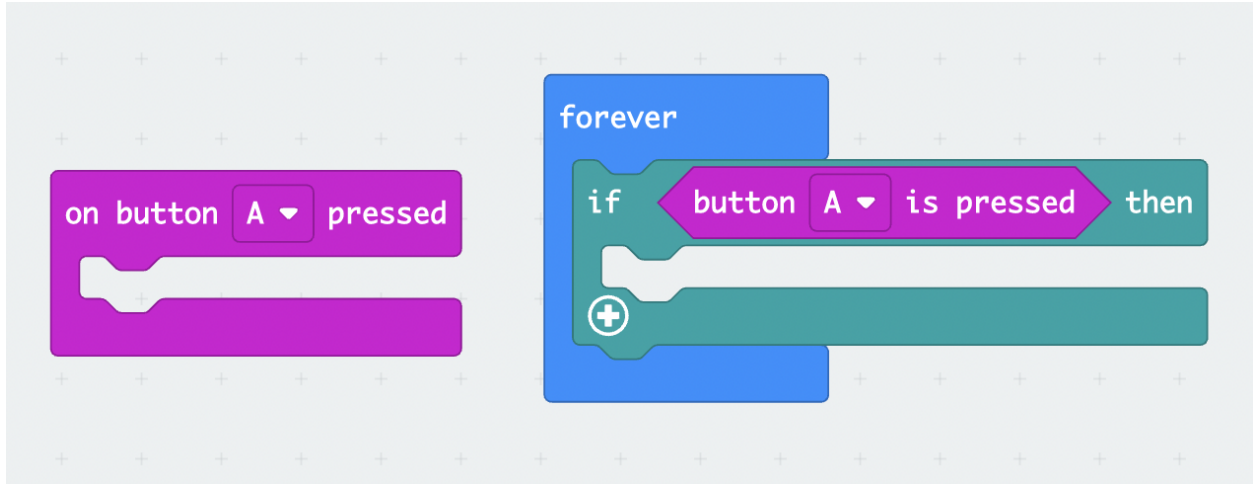 forever
if button A is pressed then
on button A pressed